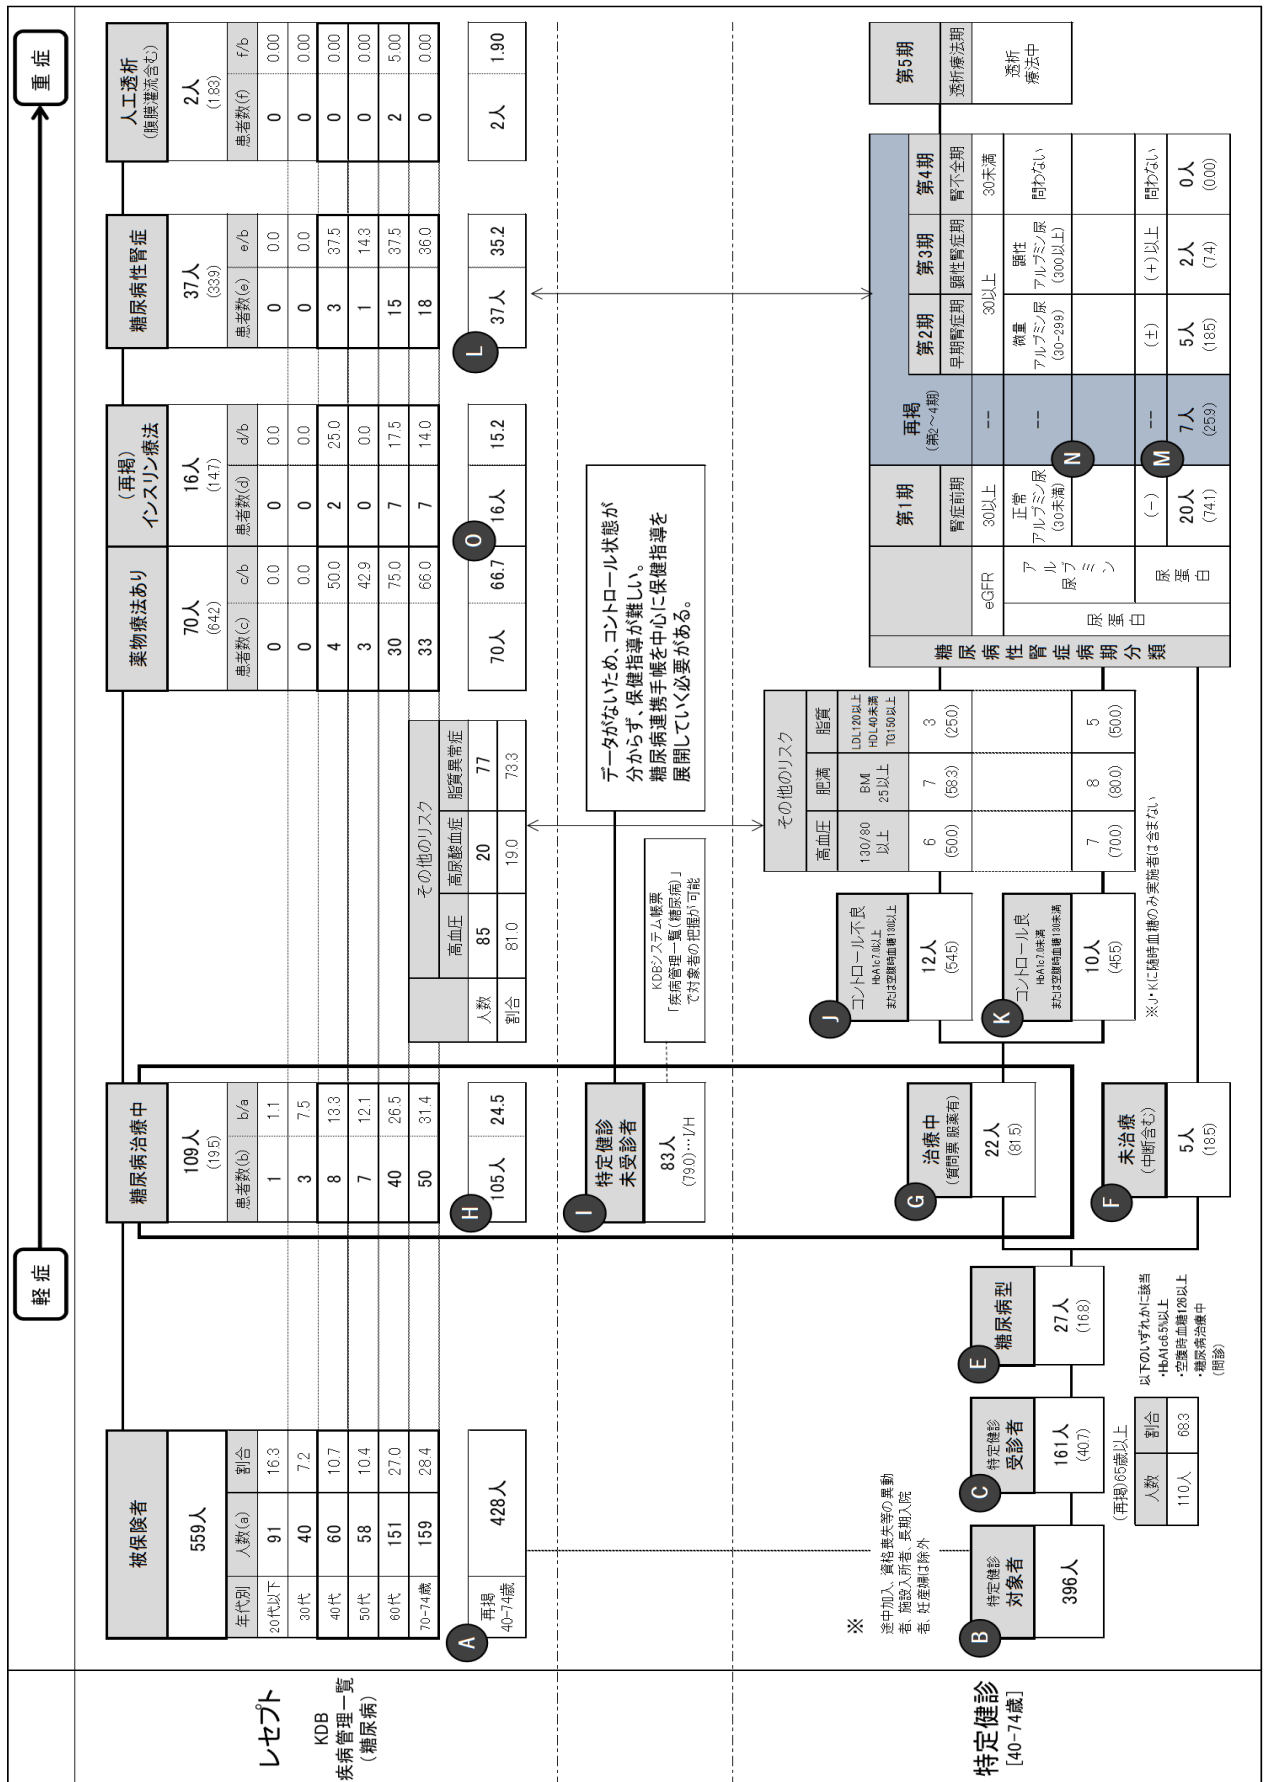 軽症
重症
レセプト
KDB
疾病管理一覧
(糖尿病)
被保険者
559人
年代別 人数(a) 割合
20代以下 91 16.3
30代 40 7.2
40代 60 10.7
50代 58 10.4
60代 151 27.0
70-74歳 159 28.4
A
再掲
40-74歳
428人
糖尿病治療中
109人
(19.5)
患者数(b) b/a
1 1.1
3 7.5
8 13.3
7 12.1
40 26.5
50 31.4
H
105人 24.5
その他のリスク
高血圧 高尿酸血症 脂質異常症
人数 85 20 77
割合 81.0 19.0 73.3
薬物療法あり
70人
(64.2)
患者数(c) c/b
0 0.0
0 0.0
4 50.0
3 42.9
30 75.0
33 66.0
70人 66.7
(再掲)
インスリン療法
16人
(14.7)
患者数(d) d/b
0 0.0
0 0.0
2 25.0
0 0.0
7 17.5
7 14.0
O
16人 15.2
糖尿病性腎症
37人
(33.9)
患者数(e) e/b
0 0.0
0 0.0
3 37.5
1 14.3
15 37.5
18 36.0
L
37人 35.2
人工透析
(腹膜灌流含む)
2人
(1.83)
患者数(f) f/b
0 0.00
0 0.00
0 0.00
0 0.00
2 5.00
0 0.00
2人 1.90
I
特定健診
未受診者
83人
(79.0)…I/H
KDBシステム帳票
「疾病管理一覧(糖尿病)」
で対象者の把握が可能
データがないため、コントロール状態が
分からず、保健指導が難しい。
糖尿病連携手帳を中心に保健指導を
展開していく必要がある。
特定健診
[40-74歳]
※
途中加入、資格喪失等の異動
者、施設入所者、長期入院
者、妊産婦は除外
B
特定健診
対象者
396人
C
特定健診
受診者
161人
(40.7)
(再掲)65歳以上
人数 割合
110人 68.3
E
糖尿病型
27人
(16.8)
以下のいずれかに該当
・HbA1c6.5%以上
・空腹時血糖126以上
・糖尿病治療中
(問診)
G
治療中
(質問票 服薬有)
22人
(81.5)
F
未治療
(中断含む)
5人
(18.5)
J
コントロール不良
HbA1c7.0以上
または空腹時血糖130以上
12人
(54.5)
K
コントロール良
HbA1c7.0未満
または空腹時血糖130未満
10人
(45.5)
※J・Kに随時血糖のみ実施者は含まない
その他のリスク
高血圧 肥満 脂質
130/80
以上
BMI
25以上
LDL120以上
HDL40未満
TG150以上
6 7 3
(50.0) (58.3) (25.0)
7 8 5
(70.0) (80.0) (50.0)
糖尿病性腎症病期分類
第1期 再掲
(第2～4期)
第2期 第3期 第4期 第5期
腎症前期 早期腎症期 顕性腎症期 腎不全期 透析療法期
eGFR 30以上 -- 30以上 30未満
透析
療法中
尿蛋白
尿アルブミン
正常
アルブミン尿
(30未満)
--
微量
アルブミン尿
(30-299)
顕性
アルブミン尿
(300以上)
問わない
N
尿蛋白
(－) -- (±) (+)以上 問わない
M
20人 7人 5人 2人 0人
(74.1) (25.9) (18.5) (7.4) (0.00)